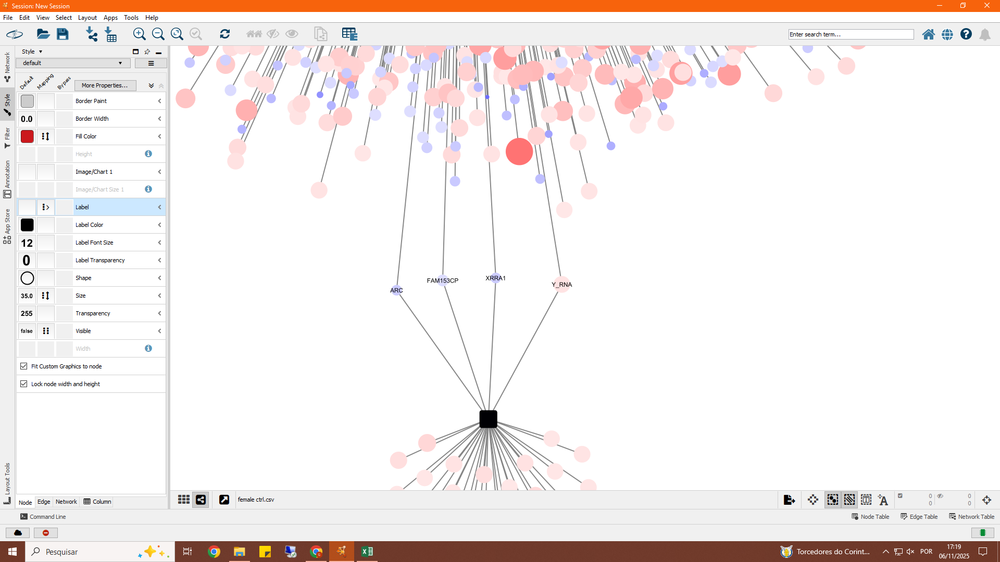 Session: New Session
File Edit View Select Layout Apps Tools Help
Enter search term...
Network
Style
Filter
Annotation
App Store
Layout Tools
Style
default
Default Mapping Bypass More Properties...
Border Paint
0.0 Border Width
Fill Color
Height
Image/Chart 1
Image/Chart Size 1
Label
Label Color
12 Label Font Size
0 Label Transparency
Shape
35.0 Size
255 Transparency
false Visible
Width
Fit Custom Graphics to node
Lock node width and height
Node Edge Network Column
ARC
FAM153CP
XRRA1
Y_RNA
female ctrl.csv
0 0
0 0
Command Line
Node Table Edge Table Network Table
Pesquisar
Torcedores do Corint...
POR
17:19
06/11/2025